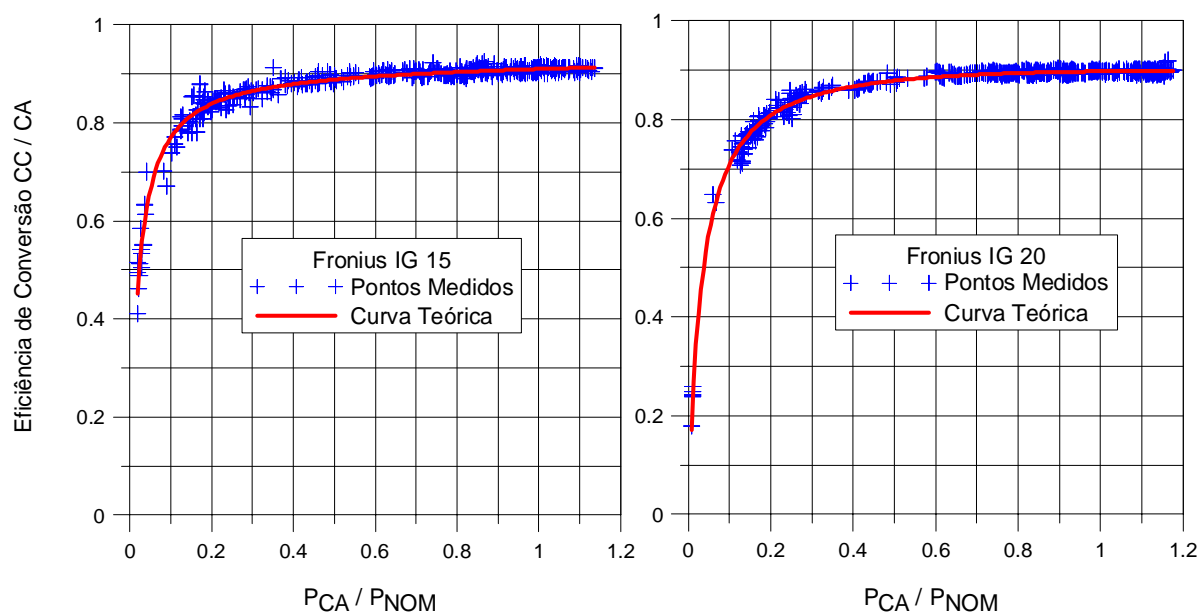 Eficiência de Conversão CC / CA
1
0.8
0.6
0.4
0.2
0
Fronius IG 15
Pontos Medidos
Curva Teórica
0 0.2 0.4 0.6 0.8 1 1.2
PCA / PNOM
1
0.8
0.6
0.4
0.2
0
Fronius IG 20
Pontos Medidos
Curva Teórica
0 0.2 0.4 0.6 0.8 1 1.2
PCA / PNOM